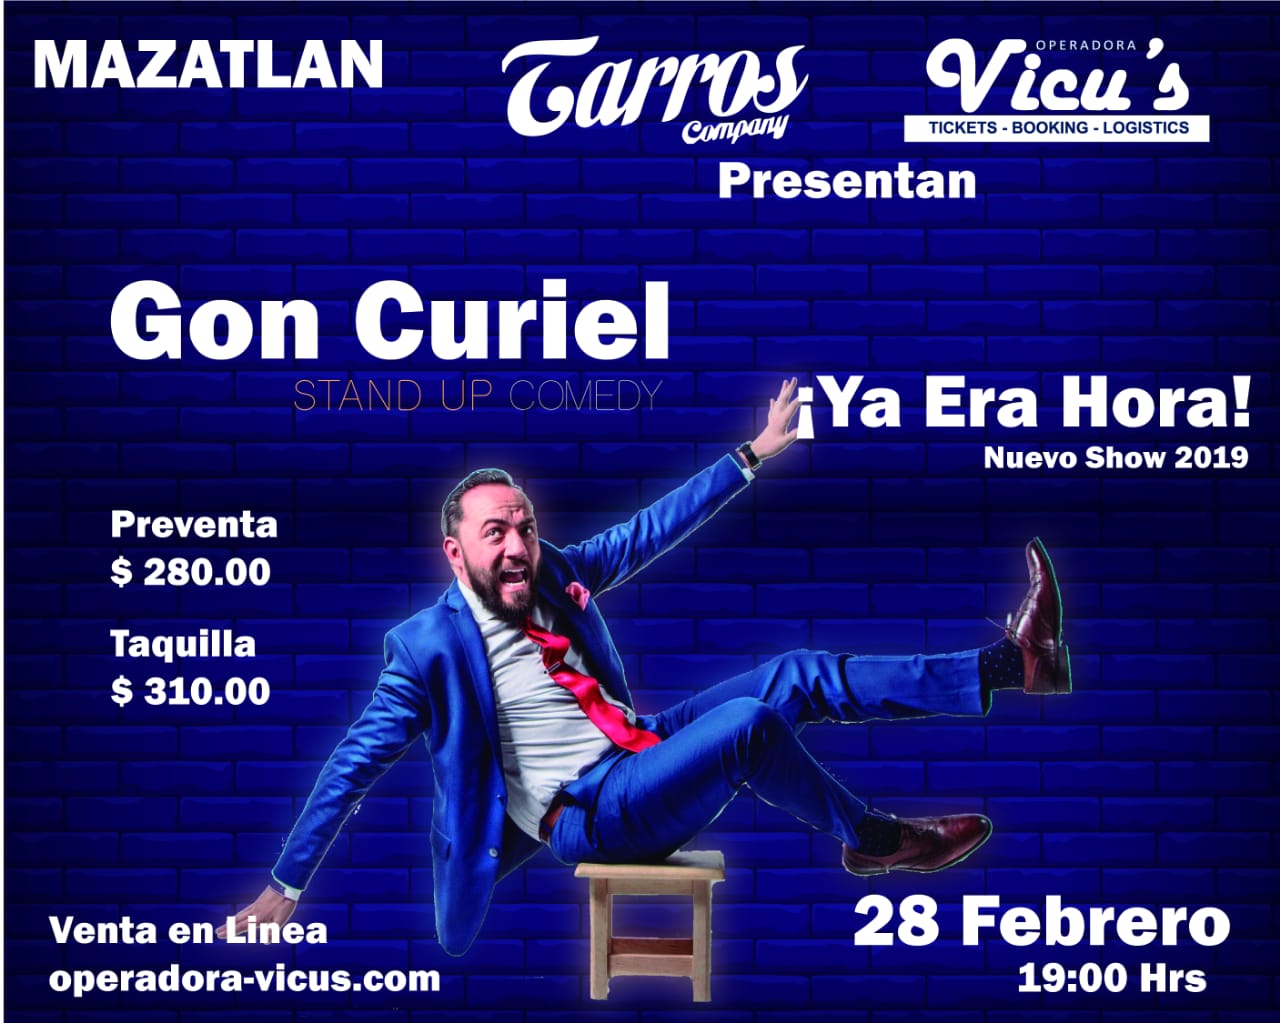 MAZATLAN
Tarros
Company
OPERADORA
Vicu's
TICKETS - BOOKING - LOGISTICS
Presentan
Gon Curiel
STAND UP COMEDY
¡Ya Era Hora!
Nuevo Show 2019
Preventa
$ 280.00
Taquilla
$ 310.00
Venta en Linea
operadora-vicus.com
28 Febrero
19:00 Hrs